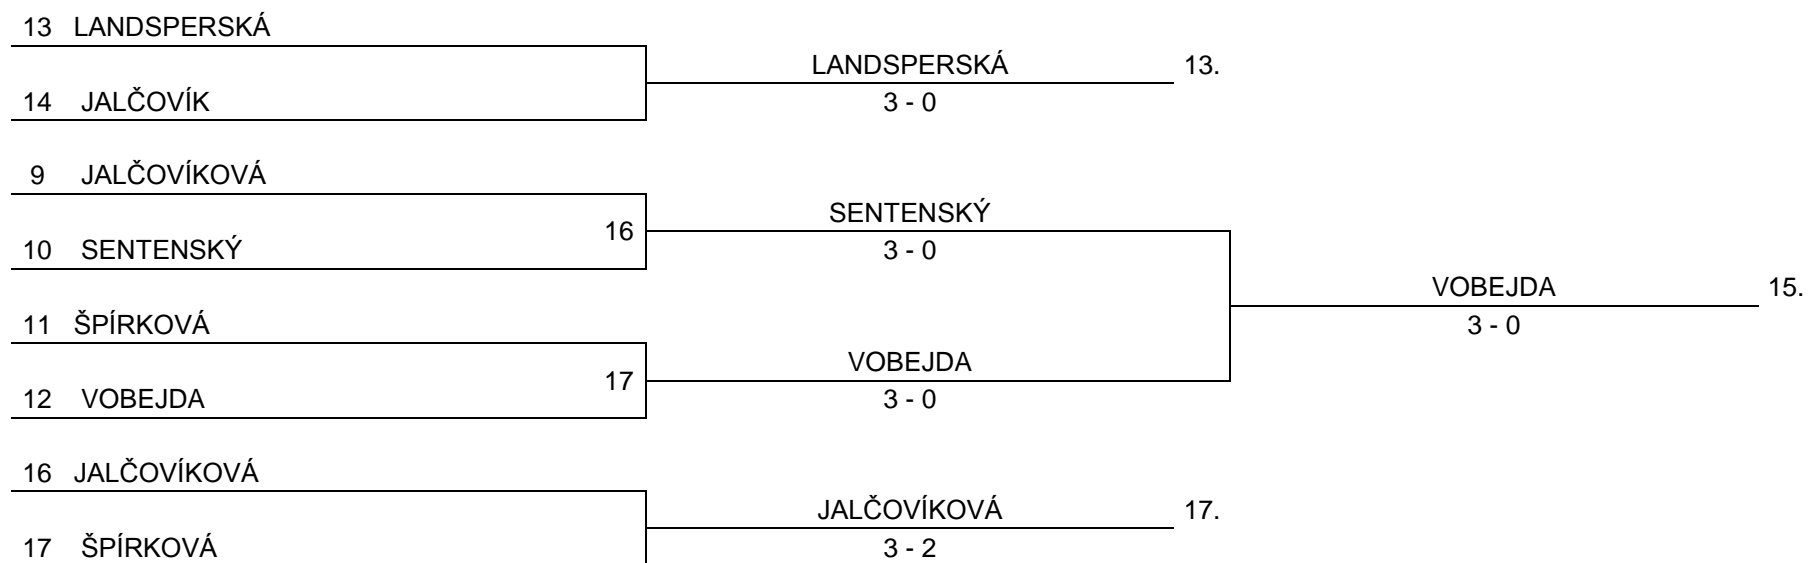 13 LANDSPERSKÁ
LANDSPERSKÁ 13.
14 JALČOVÍK
3 - 0
9 JALČOVÍKOVÁ
SENTENSKÝ
16
10 SENTENSKÝ
3 - 0
VOBEJDA 15.
11 ŠPÍRKOVÁ
3 - 0
VOBEJDA
17
12 VOBEJDA
3 - 0
16 JALČOVÍKOVÁ
JALČOVÍKOVÁ 17.
17 ŠPÍRKOVÁ
3 - 2